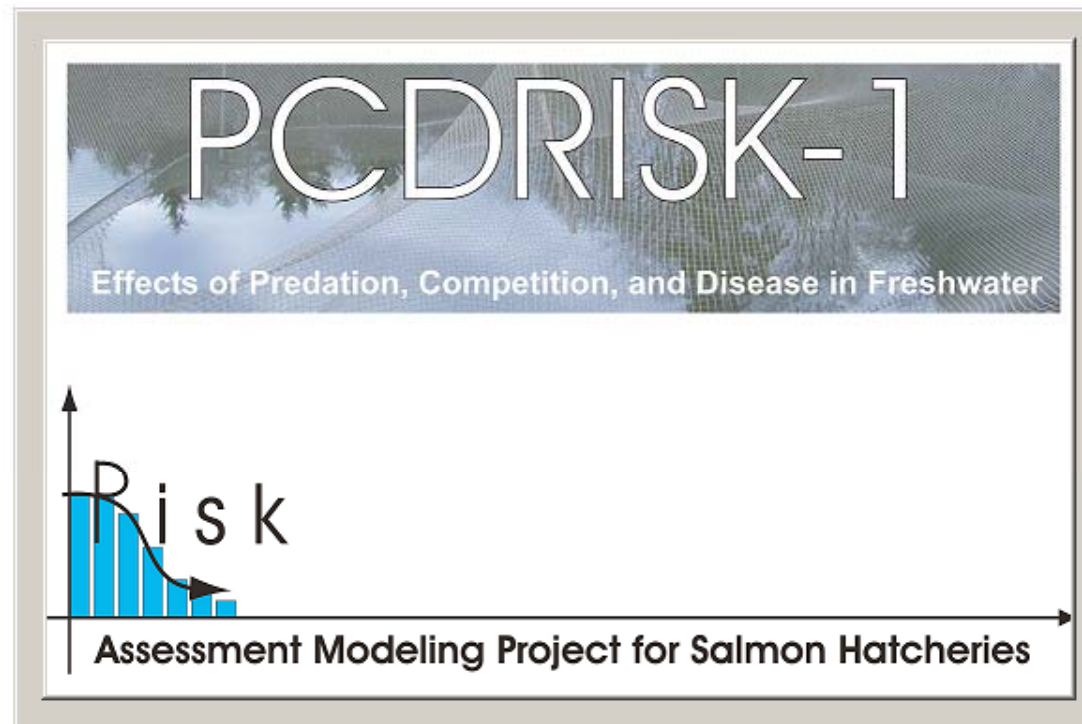 PCDRISK-1
Effects of Predation, Competition, and Disease in Freshwater
Risk
Assessment Modeling Project for Salmon Hatcheries